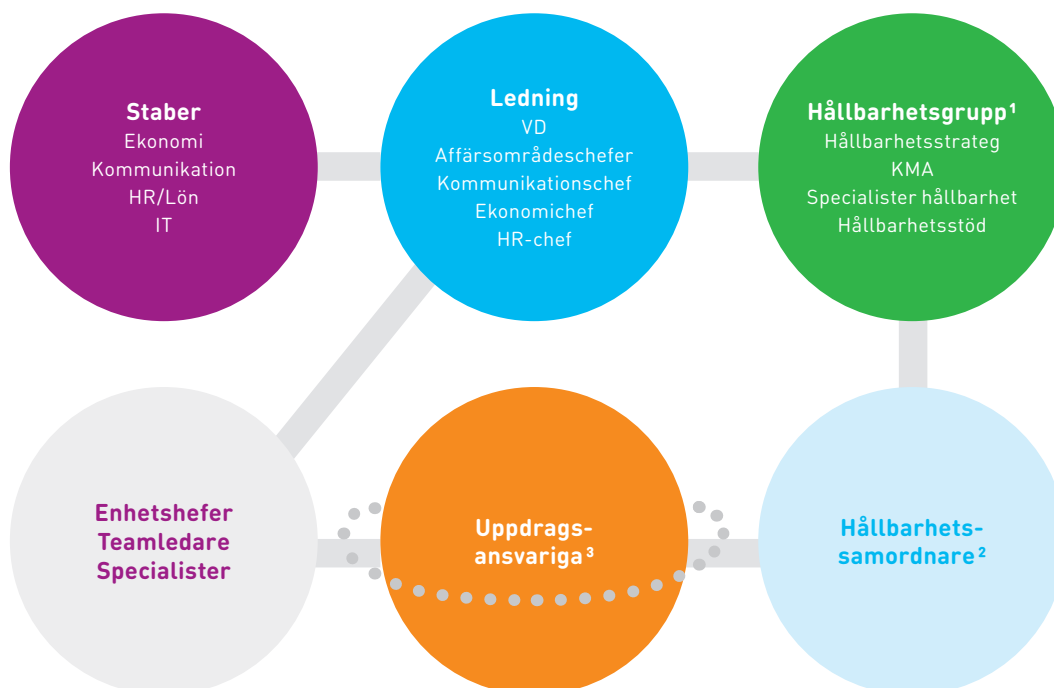 Staber
Ekonomi
Kommunikation
HR/Lön
IT
Ledning
VD
Affärsområdeschefer
Kommunikationschef
Ekonomichef
HR-chef
Hållbarhetsgrupp¹
Hållbarhetsstrateg
KMA
Specialister hållbarhet
Hållbarhetsstöd
Enhetshefer
Teamledare
Specialister
Uppdrags-
ansvariga³
Hållbarhets-
samordnare²